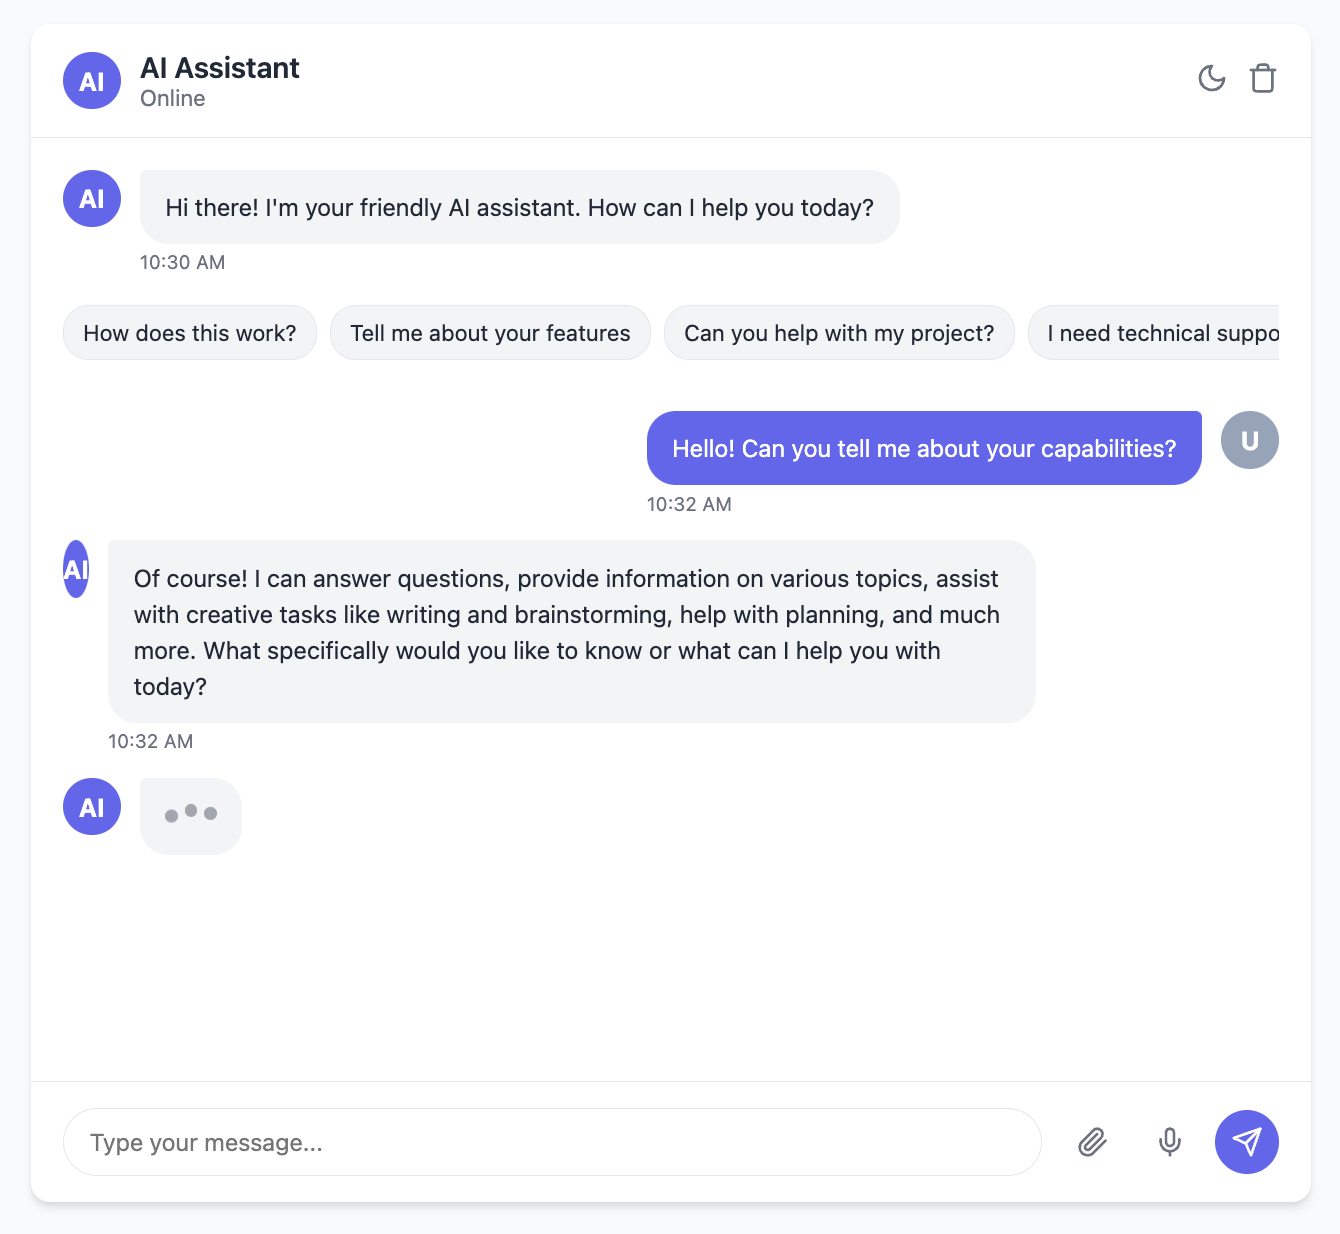 AI
AI Assistant
Online
AI
Hi there! I'm your friendly AI assistant. How can I help you today?
10:30 AM
How does this work?
Tell me about your features
Can you help with my project?
I need technical suppo
Hello! Can you tell me about your capabilities?
U
10:32 AM
AI
Of course! I can answer questions, provide information on various topics, assist
with creative tasks like writing and brainstorming, help with planning, and much
more. What specifically would you like to know or what can I help you with
today?
10:32 AM
AI
Type your message...